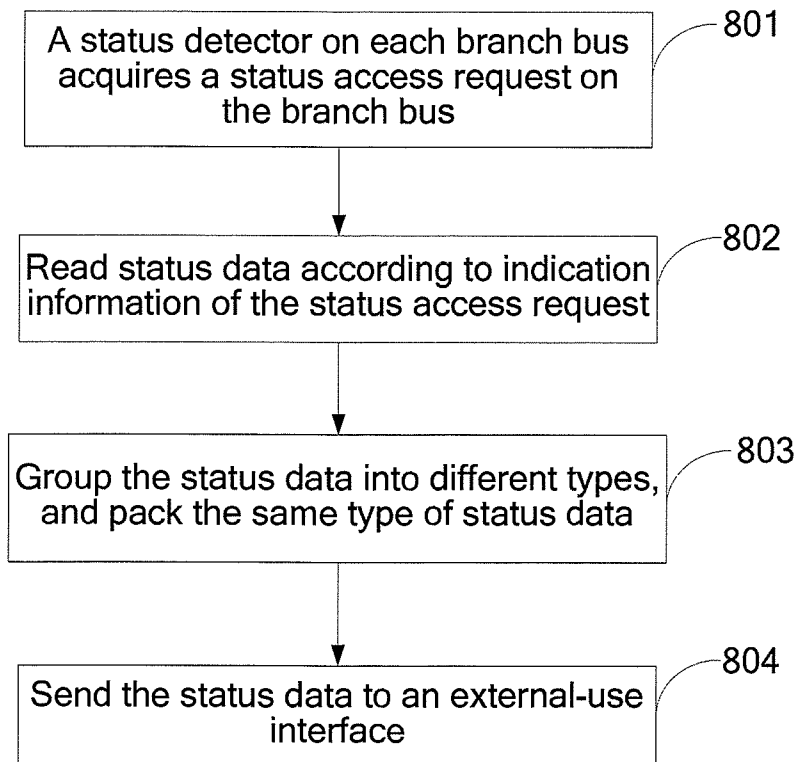 A status detector on each branch bus
acquires a status access request on
the branch bus
801
Read status data according to indication
information of the status access request
802
Group the status data into different types,
and pack the same type of status data
803
Send the status data to an external-use
interface
804